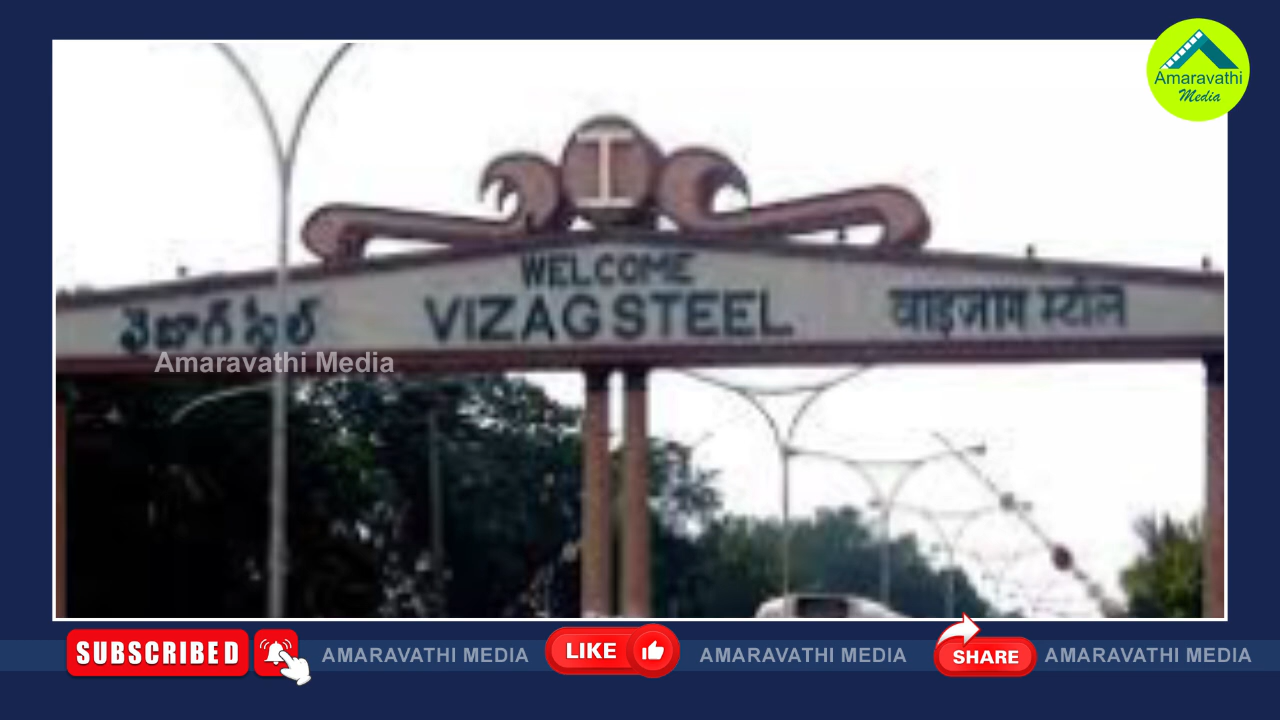 Amaravathi
Media
I
WELCOME
వైజాగ్ స్టీల్ VIZAG STEEL वाइजाग स्टील
Amaravathi Media
SUBSCRIBED AMARAVATHI MEDIA LIKE AMARAVATHI MEDIA SHARE AMARAVATHI MEDIA